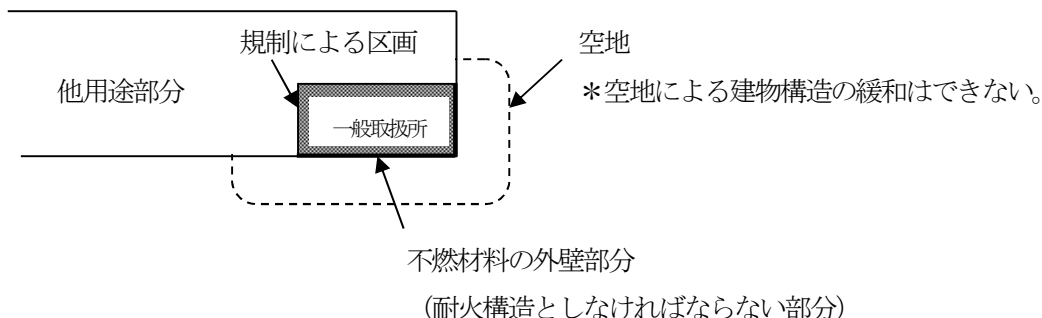 規制による区画
空地
他用途部分
*空地による建物構造の緩和はできない。
一般取扱所
不燃材料の外壁部分
(耐火構造としなければならない部分)